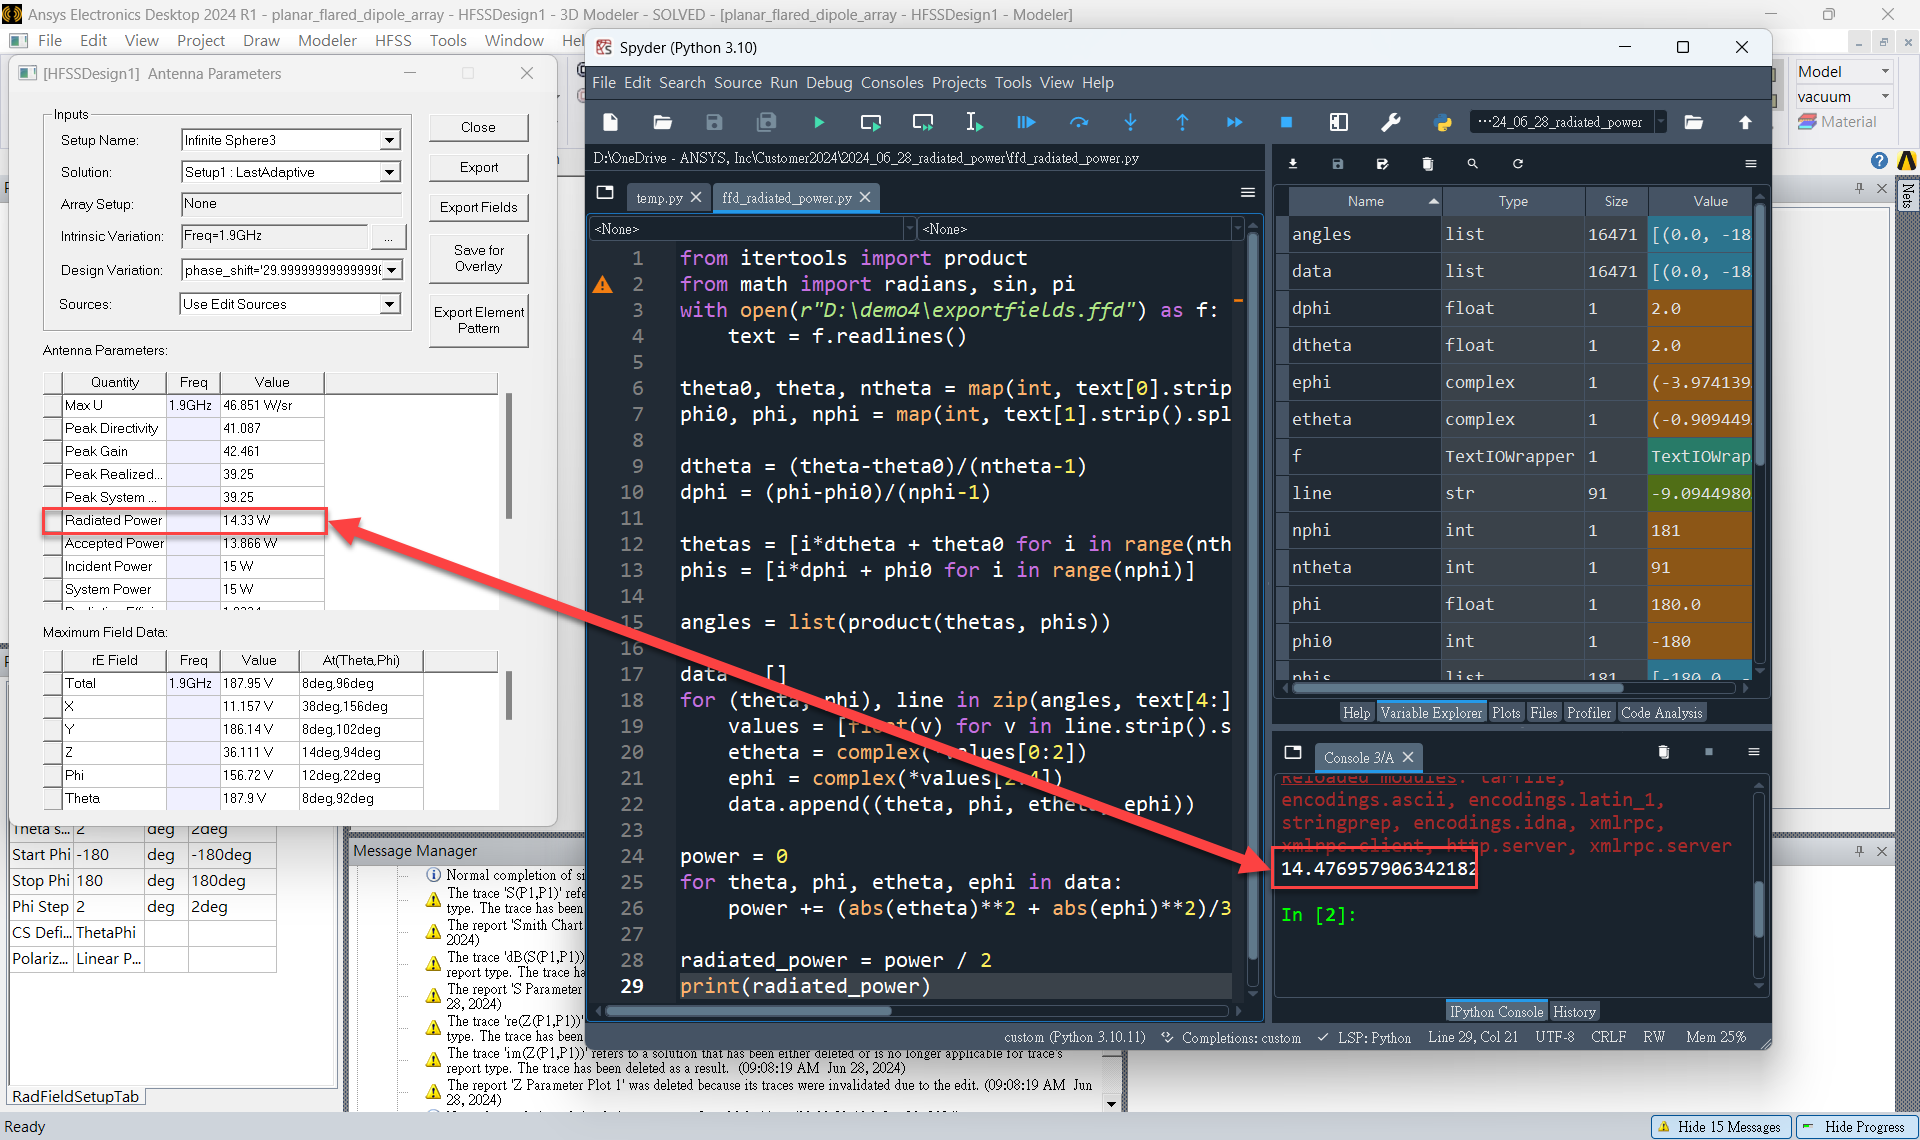 Ansys Electronics Desktop 2024 R1 - planar_flared_dipole_array - HFSSDesign1 - 3D Modeler - SOLVED - [planar_flared_dipole_array - HFSSDesign1 - Modeler]
File Edit View Project Draw Modeler HFSS Tools Window
[HFSSDesign1] Antenna Parameters
Inputs
Setup Name: Infinite Sphere3
Solution: Setup1 : LastAdaptive
Array Setup: None
Intrinsic Variation: Freq=1.9GHz ...
Design Variation:
Sources: Use Edit Sources
Close
Export
Export Fields
Save for
Overlay
Export Element
Pattern
Antenna Parameters:
Quantity Freq Value
Max U 1.9GHz 46.851 W/sr
Peak Directivity 41.087
Peak Gain 42.461
Peak Realized... 39.25
Peak System ... 39.25
Radiated Power 14.33 W
Accepted Power 13.866 W
Incident Power 15 W
System Power 15 W
Maximum Field Data:
rE Field Freq Value At(Theta,Phi)
Total 1.9GHz 187.95 V 8deg,96deg
X 11.157 V 38deg,156deg
Y 186.14 V 8deg,102deg
Z 36.111 V 14deg,94deg
Phi 156.72 V 12deg,22deg
Theta 187.9 V 8deg,92deg
Theta s... 2 deg 2deg
Start Phi -180 deg -180deg
Stop Phi 180 deg 180deg
Phi Step 2 deg 2deg
CS Defi... ThetaPhi
Polariz... Linear P...
RadFieldSetupTab
Ready
Message Manager
Normal completion of si
The trace 'S(P1,P1)' refe
type. The trace has been
The report 'Smith Chart
2024)
The trace 'dB(S(P1,P1))
report type. The trace ha
The report 'S Parameter
28, 2024)
The trace 're(Z(P1,P1))'
type. The trace has been
The trace 'im(Z(P1,P1))' refers to a solution that has been either deleted or is no longer applicable for trace's
report type. The trace has been deleted as a result. (09:08:19 AM Jun 28, 2024)
The report 'Z Parameter Plot 1' was deleted because its traces were invalidated due to the edit. (09:08:19 AM Jun
28, 2024)
Spyder (Python 3.10)
File Edit Search Source Run Debug Consoles Projects Tools View Help
···24_06_28_radiated_power
D:\OneDrive - ANSYS, Inc\Customer2024\2024_06_28_radiated_power\ffd_radiated_power.py
temp.py ffd_radiated_power.py
<None> <None>
1 from itertools import product
2 from math import radians, sin, pi
3 with open(r"D:\demo4\exportfields.ffd") as f:
4 text = f.readlines()
5
6 theta0, theta, ntheta = map(int, text[0].strip
7 phi0, phi, nphi = map(int, text[1].strip().spl
8
9 dtheta = (theta-theta0)/(ntheta-1)
10 dphi = (phi-phi0)/(nphi-1)
11
12 thetas = [i*dtheta + theta0 for i in range(nth
13 phis = [i*dphi + phi0 for i in range(nphi)]
14
15 angles = list(product(thetas, phis))
16
17 data []
18 for (theta, phi), line in zip(angles, text[4:]
19 values = [float(v) for v in line.strip().s
20 etheta = complex(*values[0:2])
21 ephi = complex(*values[2:4])
22 data.append((theta, phi, etheta, ephi))
23
24 power = 0
25 for theta, phi, etheta, ephi in data:
26 power += (abs(etheta)**2 + abs(ephi)**2)/3
27
28 radiated_power = power / 2
29 print(radiated_power)
Name Type Size Value
angles list 16471 [(0.0, -18
data list 16471 [(0.0, -18
dphi float 1 2.0
dtheta float 1 2.0
ephi complex 1 (-3.974139
etheta complex 1 (-0.909449
f TextIOWrapper 1 TextIOWrap
line str 91 -9.0944980
nphi int 1 181
ntheta int 1 91
phi float 1 180.0
phi0 int 1 -180
phis list 181 [-180.0
Help Variable Explorer Plots Files Profiler Code Analysis
Console 3/A
Reloaded modules: tarfile,
encodings.ascii, encodings.latin_1,
stringprep, encodings.idna, xmlrpc,
xmlrpc.client, http.server, xmlrpc.server
14.476957906342182
In [2]:
IPython Console History
custom (Python 3.10.11) Completions: custom LSP: Python Line 29, Col 21 UTF-8 CRLF RW Mem 25%
Model
vacuum
Material
Nets
Hide 15 Messages Hide Progress